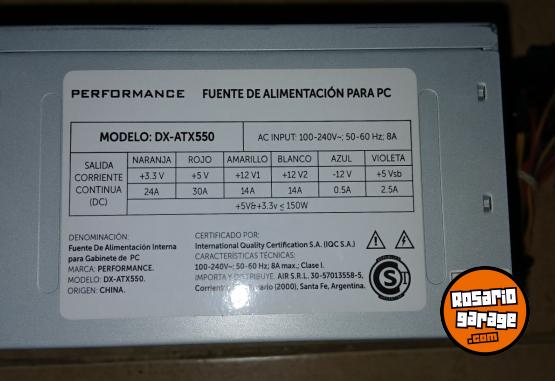 PERFORMANCE FUENTE DE ALIMENTACIÓN PARA PC
MODELO: DX-ATX550 AC INPUT: 100-240V~; 50-60 Hz; 8A
SALIDA CORRIENTE CONTINUA (DC)
NARANJA ROJO AMARILLO BLANCO AZUL VIOLETA
+3.3 V +5 V +12 V1 +12 V2 -12 V +5 Vsb
24A 30A 14A 14A 0.5A 2.5A
+5V&+3.3v ≤ 150W
DENOMINACIÓN:
Fuente De Alimentación Interna
para Gabinete de PC
MARCA: PERFORMANCE.
MODELO: DX-ATX550.
ORIGEN: CHINA.
CERTIFICADO POR:
International Quality Certification S.A. (IQC S.A.)
CARACTERÍSTICAS TÉCNICAS:
100-240V~; 50-60 Hz; 8A max.; Clase I.
IMPORTA Y DISTRIBUYE. AIR S.R.L. 30-57013558-5,
(2000), Santa Fe, Argentina.
S
Rosario
garage
.com